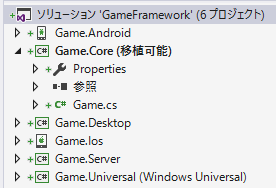 ソリューション 'GameFramework' (6 プロジェクト)
Game.Android
Game.Core (移植可能)
Properties
参照
Game.cs
Game.Desktop
Game.Ios
Game.Server
Game.Universal (Windows Universal)